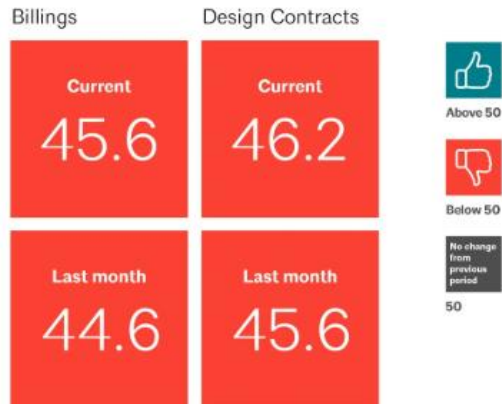 Billings
Design Contracts
Current
45.6
Current
46.2
Last month
44.6
Last month
45.6
Above 50
Below 50
No change
from
previous
period
50